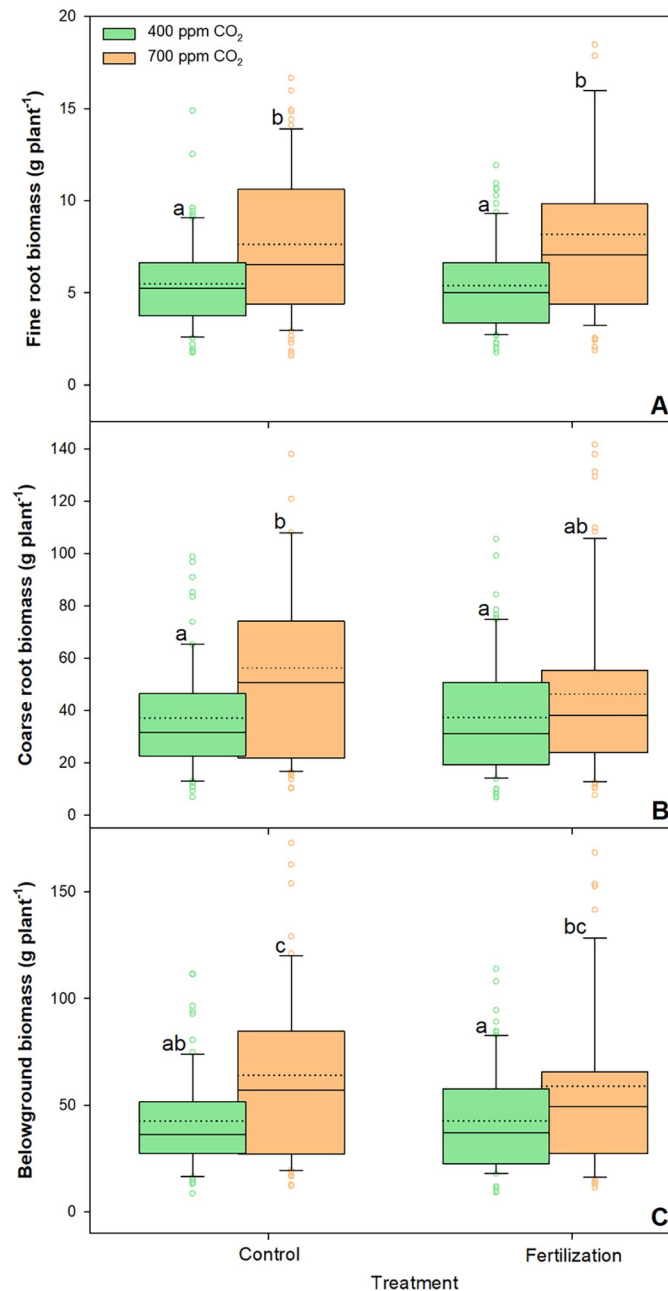 20
400 ppm CO2
700 ppm CO2
15
b
b
a
a
10
5
0
Fine root biomass (g plant-1)
A
140
120
b
ab
100
80
a
a
60
40
20
0
Coarse root biomass (g plant-1)
B
150
c
bc
100
ab
a
50
0
Belowground biomass (g plant-1)
C
Control
Fertilization
Treatment